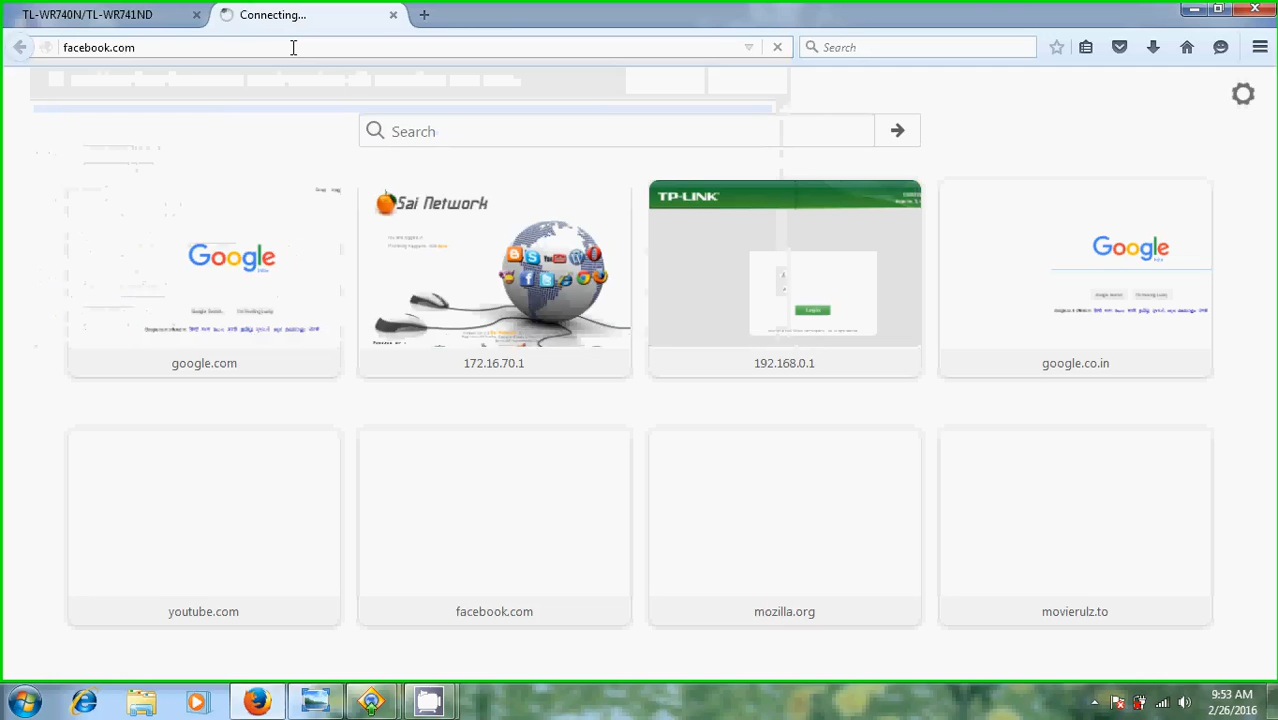 TL-WR740N/TL-WR741ND
Connecting...
facebook.com
Search
Search
Google
Sai Network
TP-LINK
Login
Google
google.com
172.16.70.1
192.168.0.1
google.co.in
youtube.com
facebook.com
mozilla.org
movierulz.to
9:53 AM
2/26/2016